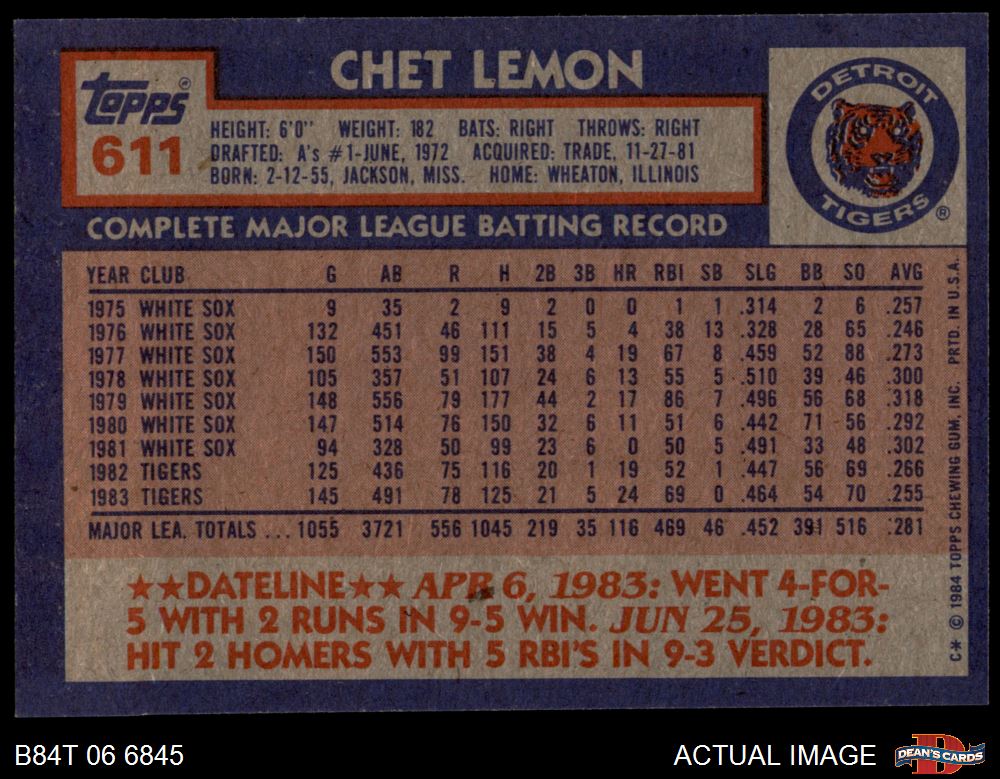 CHET LEMON
Topps®
611
HEIGHT: 6'0" WEIGHT: 182 BATS: RIGHT THROWS: RIGHT
DRAFTED: A's #1-JUNE, 1972 ACQUIRED: TRADE, 11-27-81
BORN: 2-12-55, JACKSON, MISS. HOME: WHEATON, ILLINOIS
DETROIT
TIGERS®
COMPLETE MAJOR LEAGUE BATTING RECORD
YEAR CLUB G AB R H 2B 3B HR RBI SB SLG BB SO AVG
1975 WHITE SOX 9 35 2 9 2 0 0 1 1 .314 2 6 .257
1976 WHITE SOX 132 451 46 111 15 5 4 38 13 .328 28 65 .246
1977 WHITE SOX 150 553 99 151 38 4 19 67 8 .459 52 88 .273
1978 WHITE SOX 105 357 51 107 24 6 13 55 5 .510 39 46 .300
1979 WHITE SOX 148 556 79 177 44 2 17 86 7 .496 56 68 .318
1980 WHITE SOX 147 514 76 150 32 6 11 51 6 .442 71 56 .292
1981 WHITE SOX 94 328 50 99 23 6 0 50 5 .491 33 48 .302
1982 TIGERS 125 436 75 116 20 1 19 52 1 .447 56 69 .266
1983 TIGERS 145 491 78 125 21 5 24 69 0 .464 54 70 .255
MAJOR LEA. TOTALS ... 1055 3721 556 1045 219 35 116 469 46 .452 391 516 .281
★★DATELINE★★ APR 6, 1983: WENT 4-FOR-
5 WITH 2 RUNS IN 9-5 WIN. JUN 25, 1983:
HIT 2 HOMERS WITH 5 RBI'S IN 9-3 VERDICT.
C* © 1984 TOPPS CHEWING GUM, INC. PRTD. IN U.S.A.
B84T 06 6845
ACTUAL IMAGE
DEAN'S CARDS